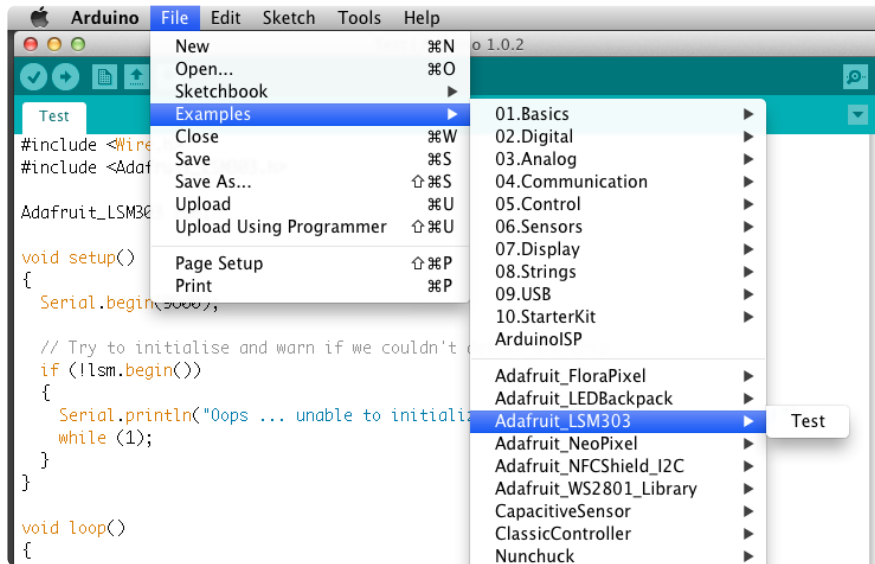 Arduino File Edit Sketch Tools Help
o 1.0.2
New ⌘N
Open... ⌘O
Sketchbook ▶
Examples ▶
Close ⌘W
Save ⌘S
Save As... ⇧⌘S
Upload ⌘U
Upload Using Programmer ⇧⌘U
Page Setup ⇧⌘P
Print ⌘P
01.Basics ▶
02.Digital ▶
03.Analog ▶
04.Communication ▶
05.Control ▶
06.Sensors ▶
07.Display ▶
08.Strings ▶
09.USB ▶
10.StarterKit ▶
ArduinoISP
Adafruit_FloraPixel ▶
Adafruit_LEDBackpack ▶
Adafruit_LSM303 ▶
Adafruit_NeoPixel ▶
Adafruit_NFCShield_I2C ▶
Adafruit_WS2801_Library ▶
CapacitiveSensor ▶
ClassicController ▶
Nunchuck ▶
Test
Test
#include <Wire
#include <Adaf
Adafruit_LSM30
void setup()
{
Serial.begin(9600);
// Try to initialise and warn if we couldn't
if (!lsm.begin())
{
Serial.println("Oops ... unable to initializ
while (1);
}
}
void loop()
{